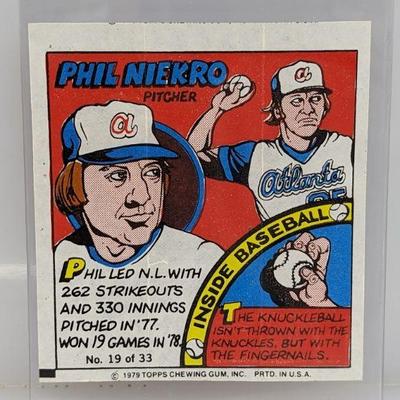 PHIL NIEKRO
PITCHER
a
a
Atlanta
35
PHIL LED N.L. WITH
262 STRIKEOUTS
AND 330 INNINGS
PITCHED IN '77.
WON 19 GAMES IN '78.
No. 19 of 33
INSIDE BASEBALL
THE KNUCKLEBALL
ISN'T THROWN WITH THE
KNUCKLES, BUT WITH
THE FINGERNAILS.
© 1979 TOPPS CHEWING GUM, INC. PRTD. IN U.S.A.